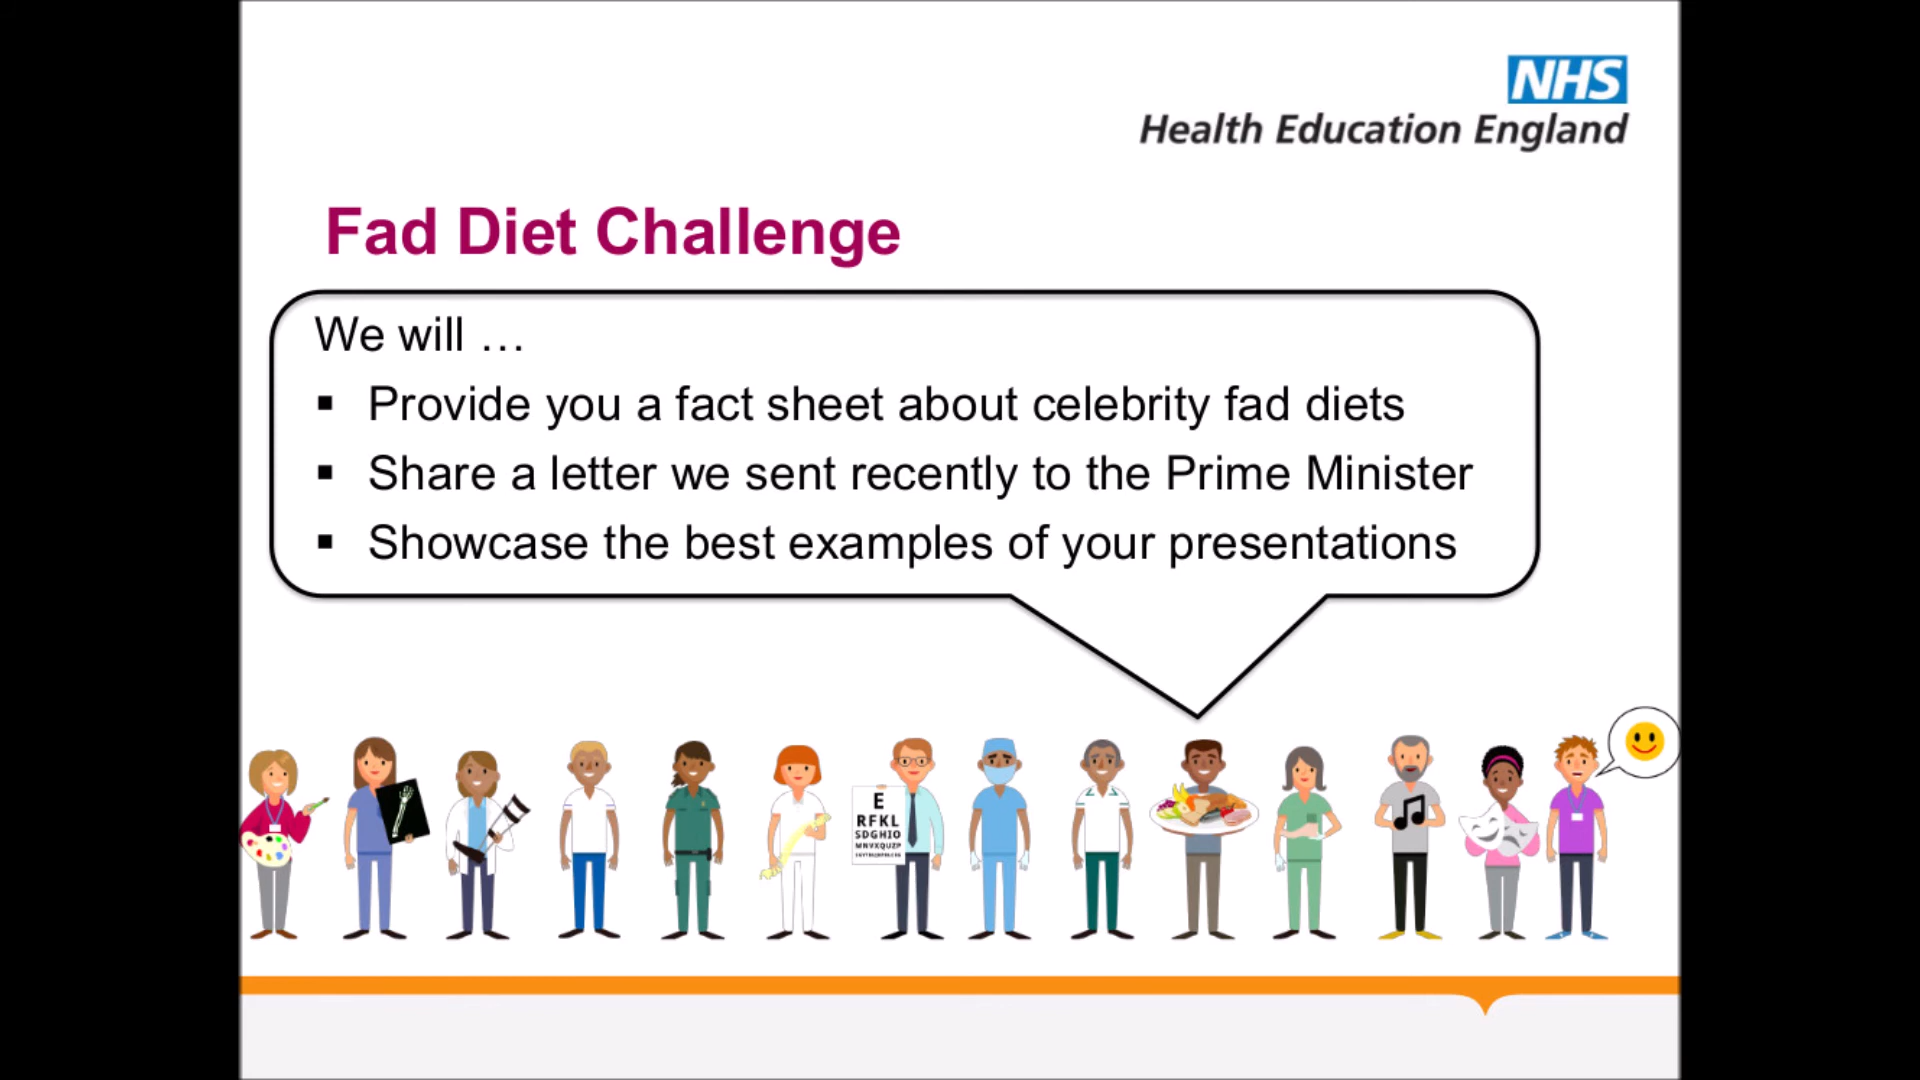 NHS
Health Education England
Fad Diet Challenge
We will …
▪ Provide you a fact sheet about celebrity fad diets
▪ Share a letter we sent recently to the Prime Minister
▪ Showcase the best examples of your presentations
E
RFKL
SDGHIO
WNVXQUZP